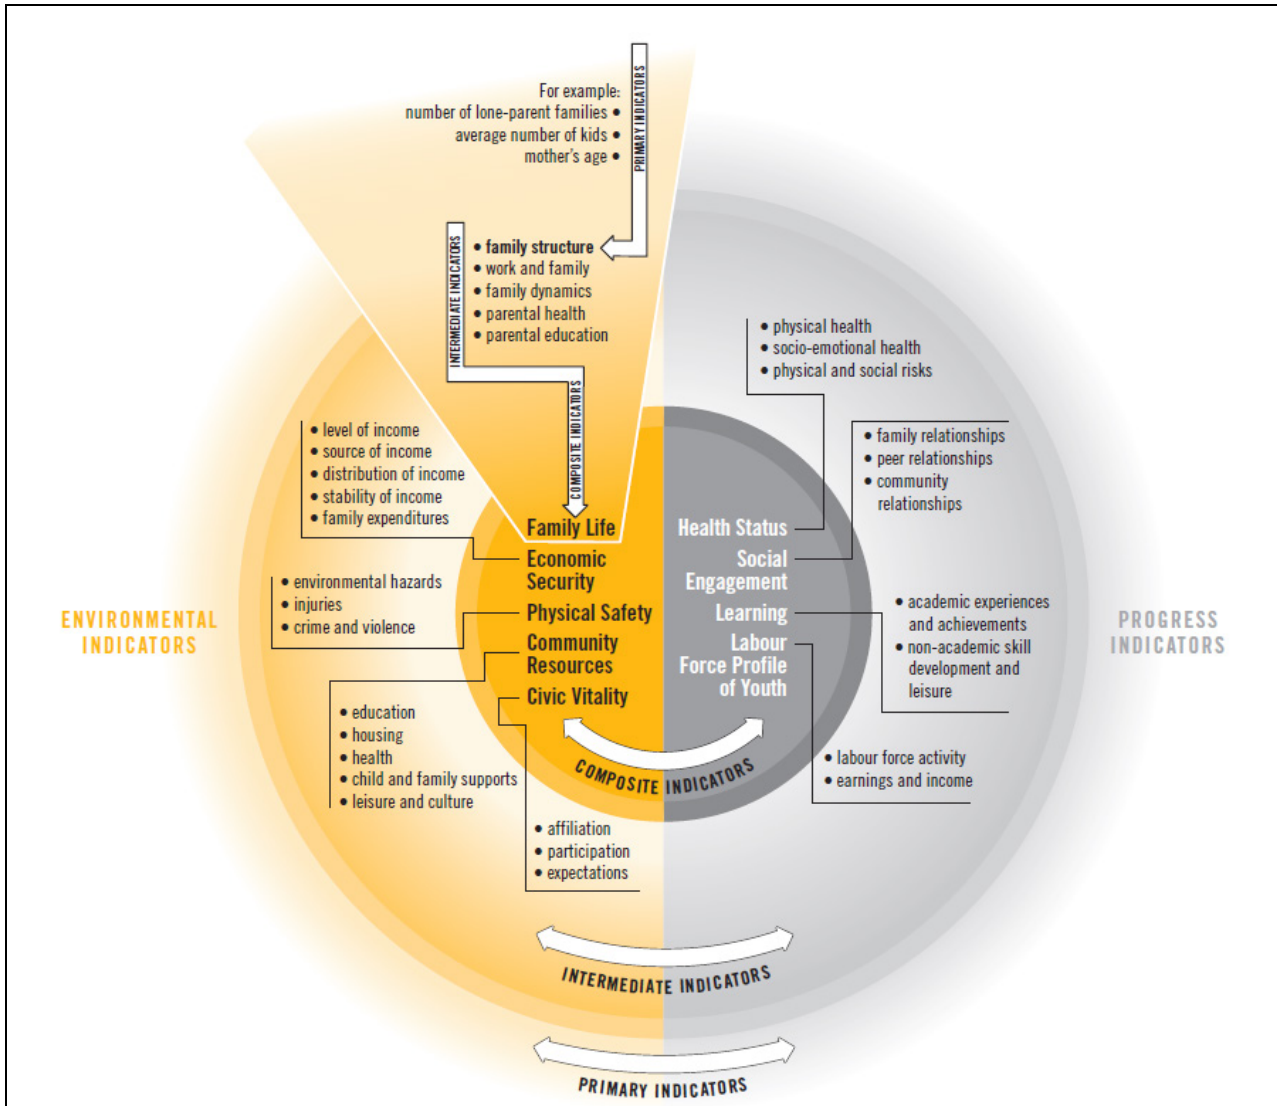 For example:
number of lone-parent families •
average number of kids •
mother's age •
PRIMARY INDICATORS
• family structure
• work and family
• family dynamics
• parental health
• parental education
INTERMEDIATE INDICATORS
COMPOSITE INDICATORS
• physical health
• socio-emotional health
• physical and social risks
• level of income
• source of income
• distribution of income
• stability of income
• family expenditures
• family relationships
• peer relationships
• community
relationships
Family Life
Economic
Security
Physical Safety
Community
Resources
Civic Vitality
Health Status
Social
Engagement
Learning
Labour
Force Profile
of Youth
• environmental hazards
• injuries
• crime and violence
ENVIRONMENTAL
INDICATORS
• academic experiences
and achievements
• non-academic skill
development and
leisure
PROGRESS
INDICATORS
• education
• housing
• health
• child and family supports
• leisure and culture
• labour force activity
• earnings and income
COMPOSITE INDICATORS
• affiliation
• participation
• expectations
INTERMEDIATE INDICATORS
PRIMARY INDICATORS